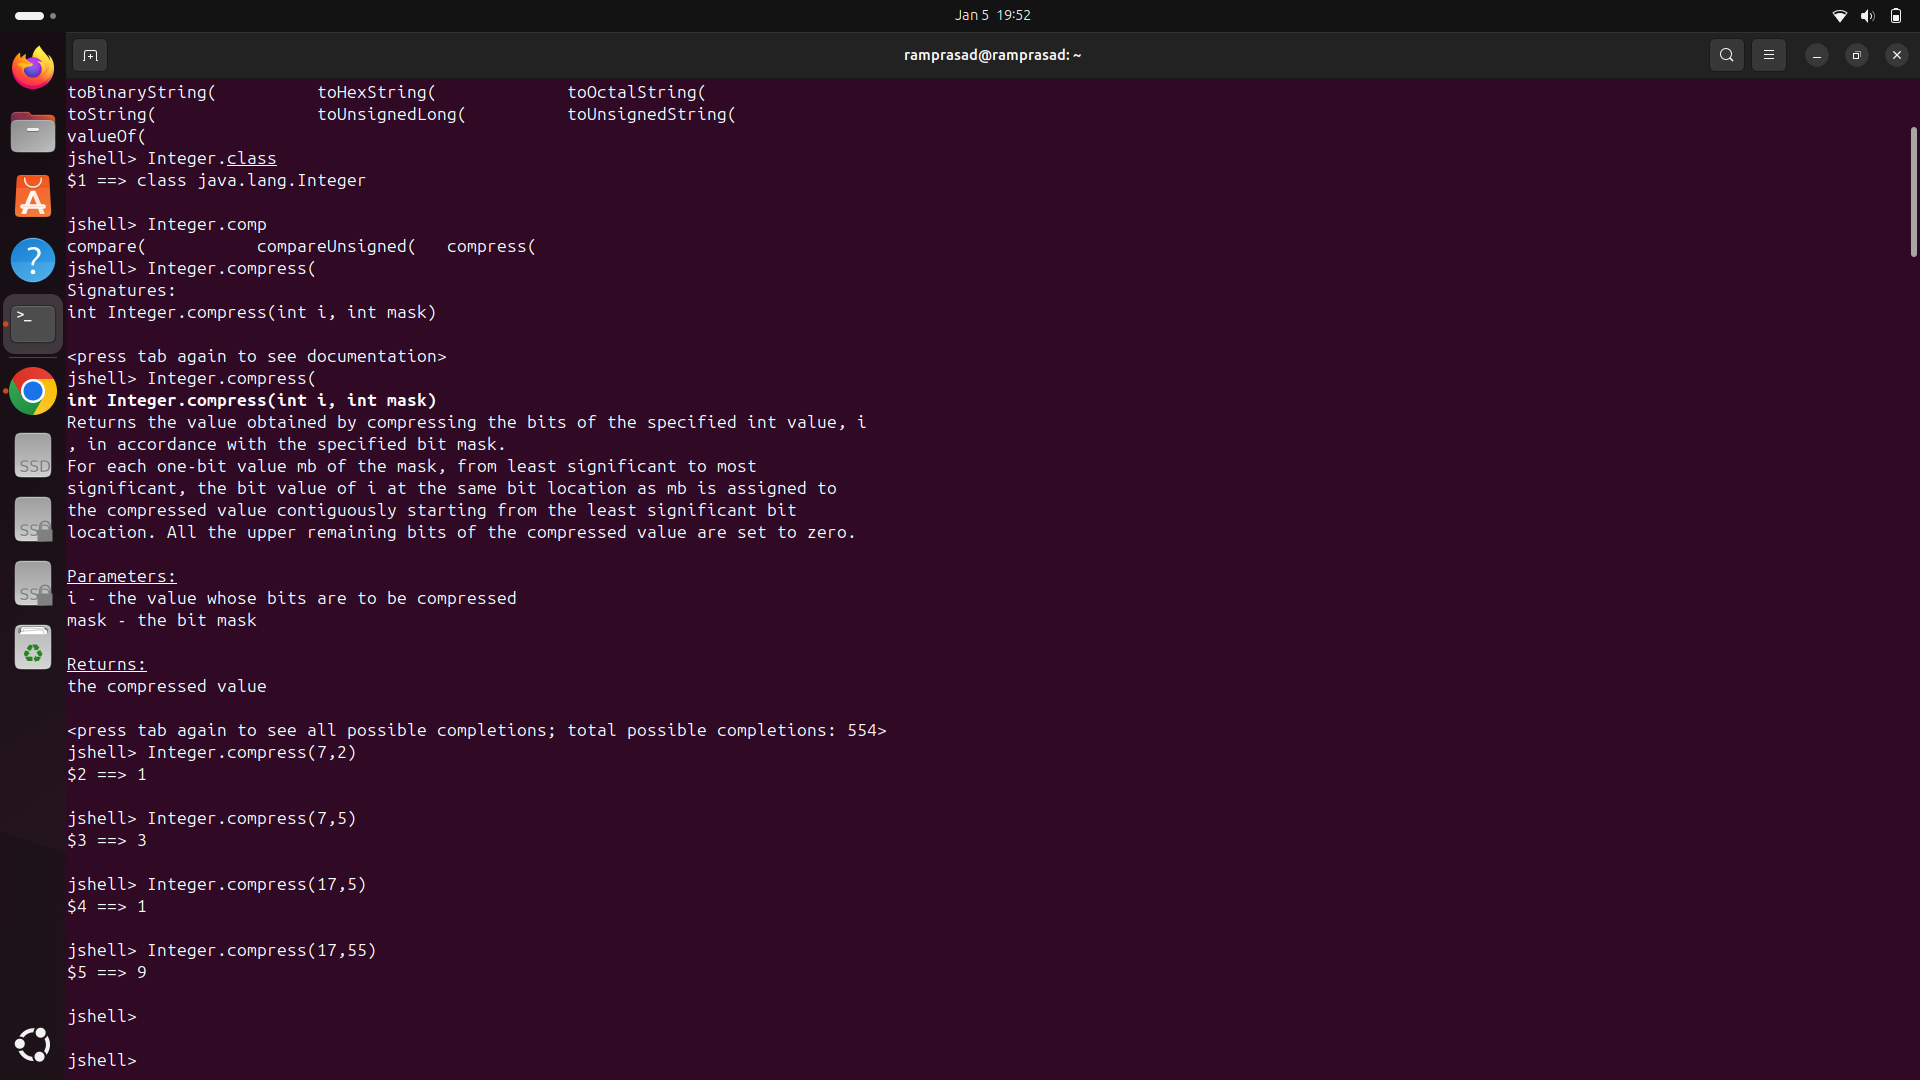 Jan 5 19:52
ramprasad@ramprasad: ~
toBinaryString( toHexString( toOctalString(
toString( toUnsignedLong( toUnsignedString(
valueOf(
jshell> Integer.class
$1 ==> class java.lang.Integer
jshell> Integer.comp
compare( compareUnsigned( compress(
jshell> Integer.compress(
Signatures:
int Integer.compress(int i, int mask)
<press tab again to see documentation>
jshell> Integer.compress(
int Integer.compress(int i, int mask)
Returns the value obtained by compressing the bits of the specified int value, i
, in accordance with the specified bit mask.
For each one-bit value mb of the mask, from least significant to most
significant, the bit value of i at the same bit location as mb is assigned to
the compressed value contiguously starting from the least significant bit
location. All the upper remaining bits of the compressed value are set to zero.
Parameters:
i - the value whose bits are to be compressed
mask - the bit mask
Returns:
the compressed value
<press tab again to see all possible completions; total possible completions: 554>
jshell> Integer.compress(7,2)
$2 ==> 1
jshell> Integer.compress(7,5)
$3 ==> 3
jshell> Integer.compress(17,5)
$4 ==> 1
jshell> Integer.compress(17,55)
$5 ==> 9
jshell>
jshell>
?
>_
SSD
SSD
SSD